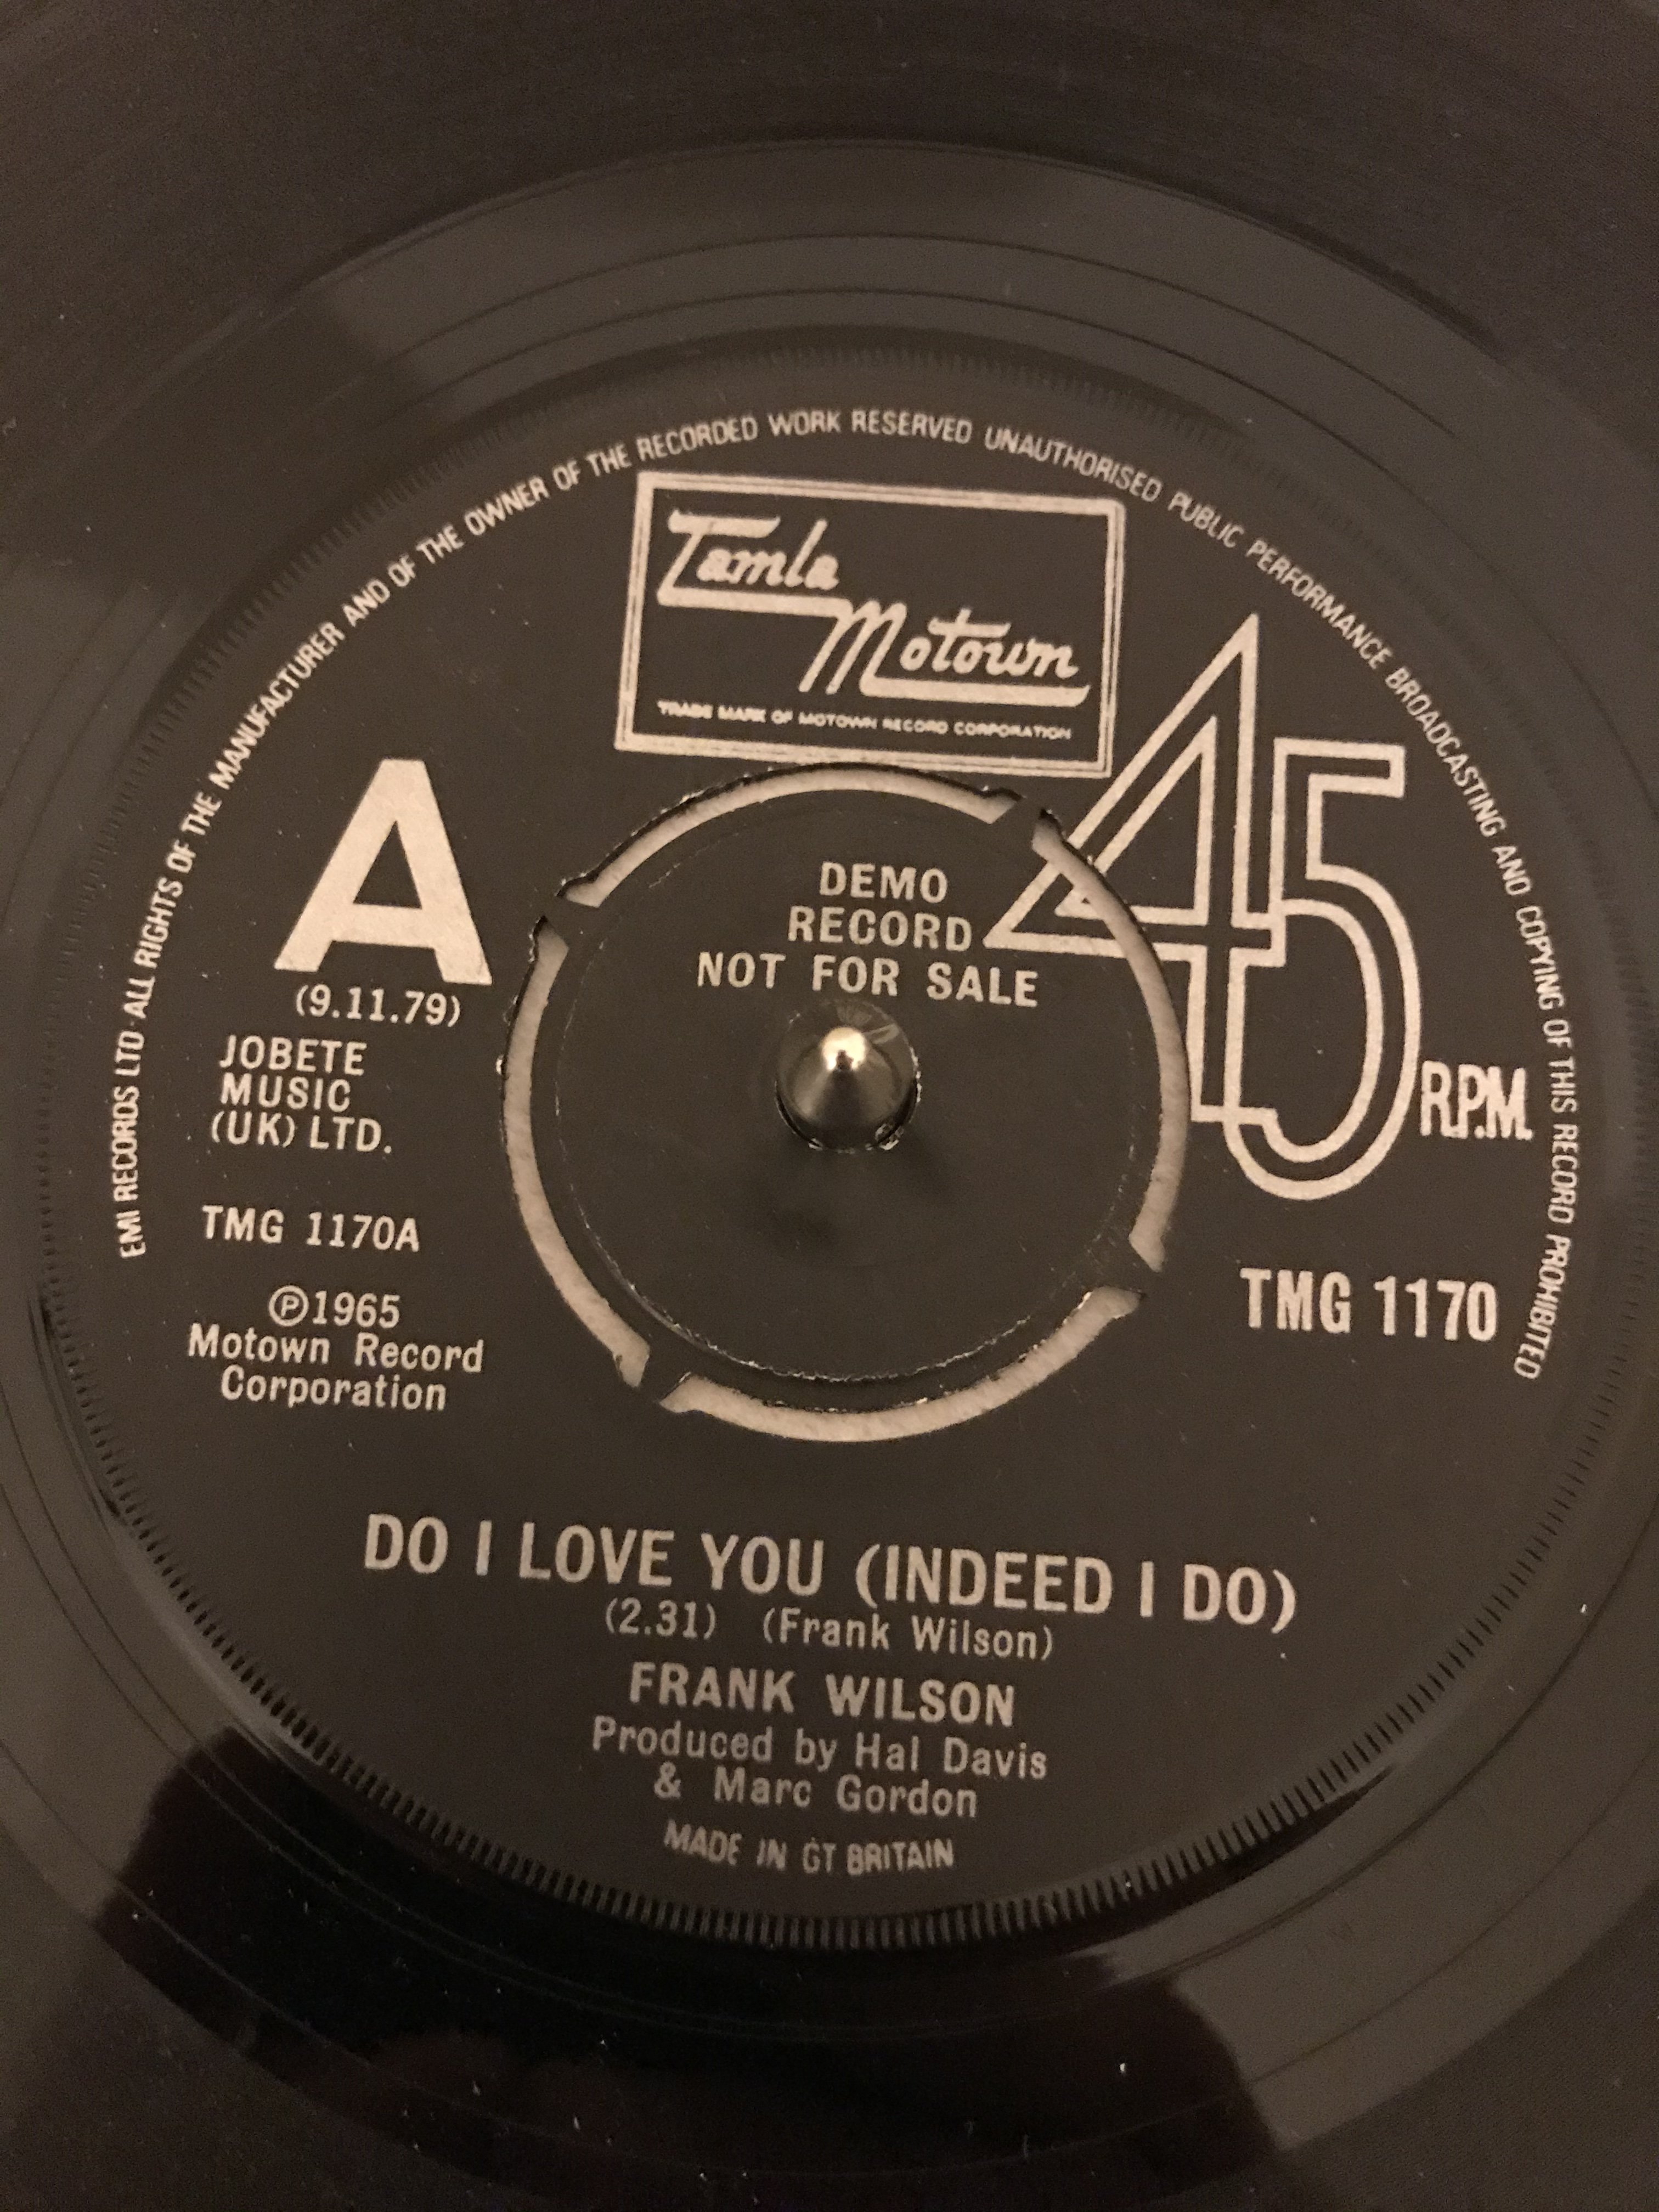 EMI RECORDS LTD · ALL RIGHTS OF THE MANUFACTURER AND OF THE OWNER OF THE RECORDED WORK RESERVED UNAUTHORISED PUBLIC PERFORMANCE BROADCASTING AND COPYING OF THIS RECORD PROHIBITED
Tamla
Motown
TRADE MARK OF MOTOWN RECORD CORPORATION
A
45
R.P.M.
DEMO
RECORD
NOT FOR SALE
(9.11.79)
JOBETE
MUSIC
(UK) LTD.
TMG 1170A
℗1965
Motown Record
Corporation
TMG 1170
DO I LOVE YOU (INDEED I DO)
(2.31) (Frank Wilson)
FRANK WILSON
Produced by Hal Davis
& Marc Gordon
MADE IN GT BRITAIN